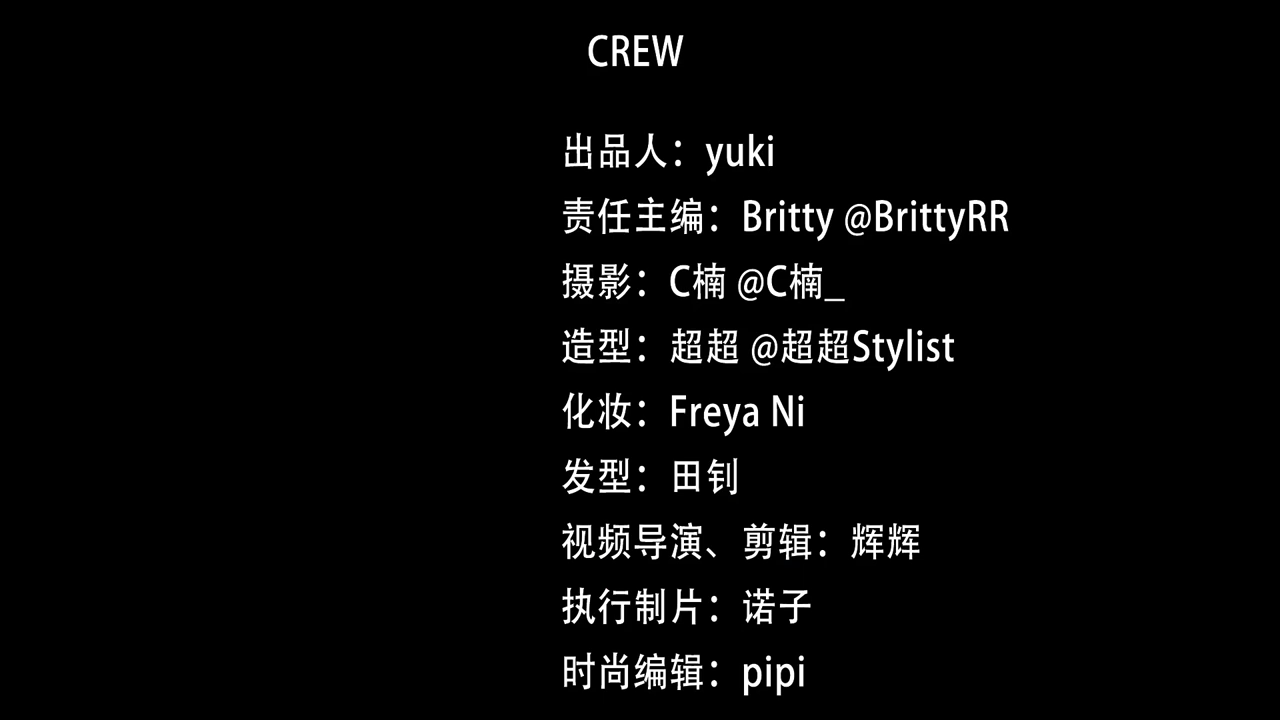 CREW
出品人：yuki
责任主编：Britty @BrittyRR
摄影：C楠 @C楠_
造型：超超 @超超Stylist
化妆：Freya Ni
发型：田钊
视频导演、剪辑：辉辉
执行制片：诺子
时尚编辑：pipi